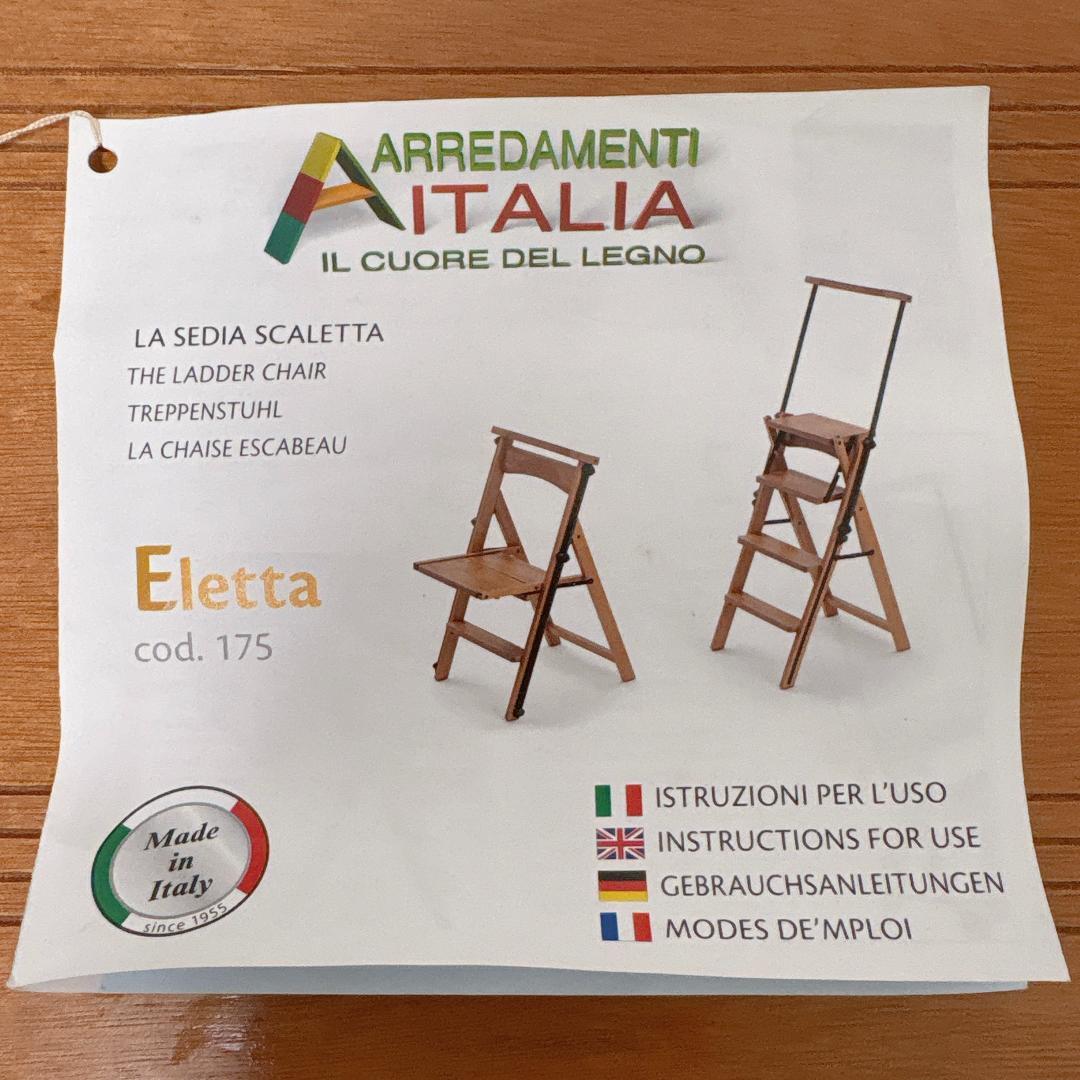 ARREDAMENTI
ITALIA
IL CUORE DEL LEGNO
LA SEDIA SCALETTA
THE LADDER CHAIR
TREPPENSTUHL
LA CHAISE ESCABEAU
Eletta
cod. 175
Made
in
Italy
since 1955
ISTRUZIONI PER L'USO
INSTRUCTIONS FOR USE
GEBRAUCHSANLEITUNGEN
MODES DE'MPLOI